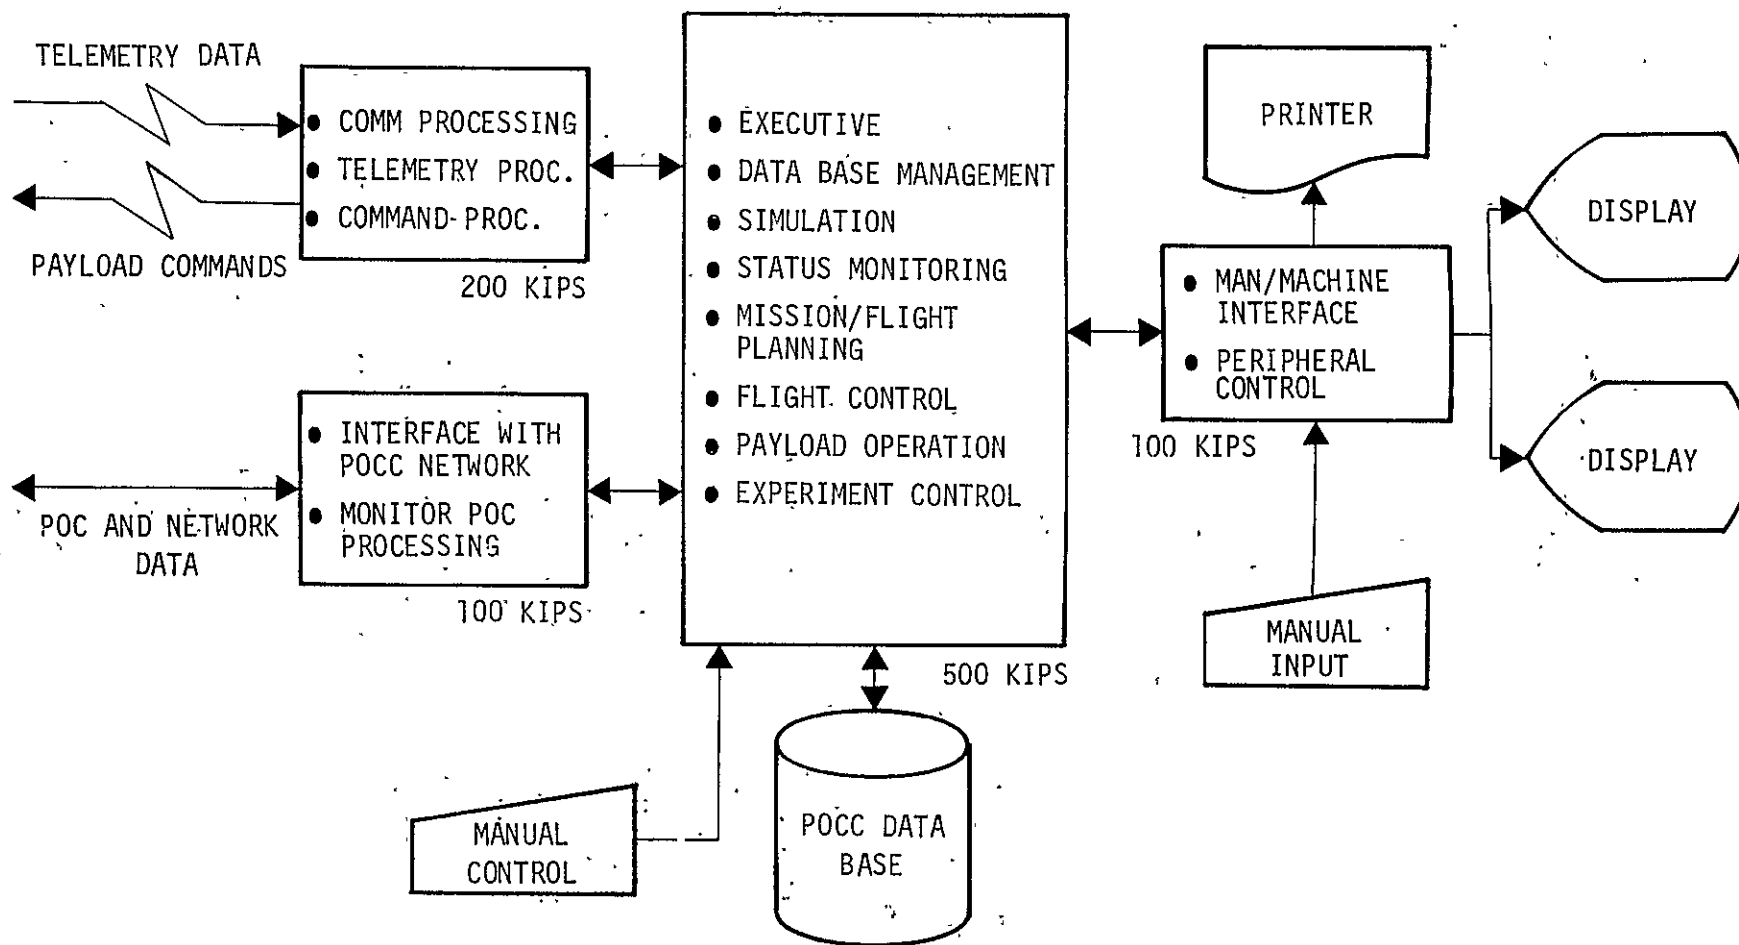 TELEMETRY DATA
PAYLOAD COMMANDS
• COMM PROCESSING
• TELEMETRY PROC.
• COMMAND PROC.
200 KIPS
POC AND NETWORK
DATA
• INTERFACE WITH
POCC NETWORK
• MONITOR POC
PROCESSING
100 KIPS
• EXECUTIVE
• DATA BASE MANAGEMENT
• SIMULATION
• STATUS MONITORING
• MISSION/FLIGHT
PLANNING
• FLIGHT CONTROL
• PAYLOAD OPERATION
• EXPERIMENT CONTROL
500 KIPS
MANUAL
CONTROL
POCC DATA
BASE
PRINTER
• MAN/MACHINE
INTERFACE
• PERIPHERAL
CONTROL
100 KIPS
MANUAL
INPUT
DISPLAY
DISPLAY